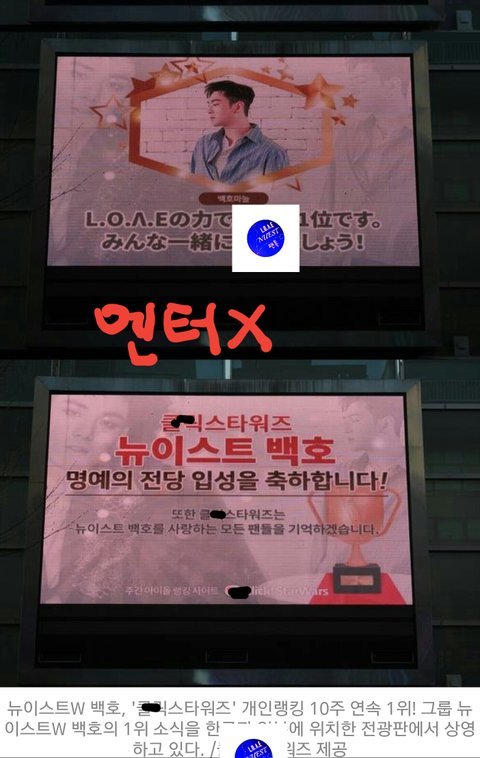 백호마늘
L.O.Λ.Eの力で 1位です。
みんな一緒に しょう!
L.O.Λ.E
NU'EST
멘터X
스타워즈
뉴이스트 백호
명예의 전당 입성을 축하합니다!
또한 스타워즈는
뉴이스트 백호를 사랑하는 모든 팬들을 기억하겠습니다.
주간 아이돌 랭킹 사이트 StarWars
뉴이스트W 백호, '스타워즈' 개인랭킹 10주 연속 1위! 그룹 뉴
이스트W 백호의 1위 소식을 에 위치한 전광판에서 상영
하고 있다. / 워즈 제공